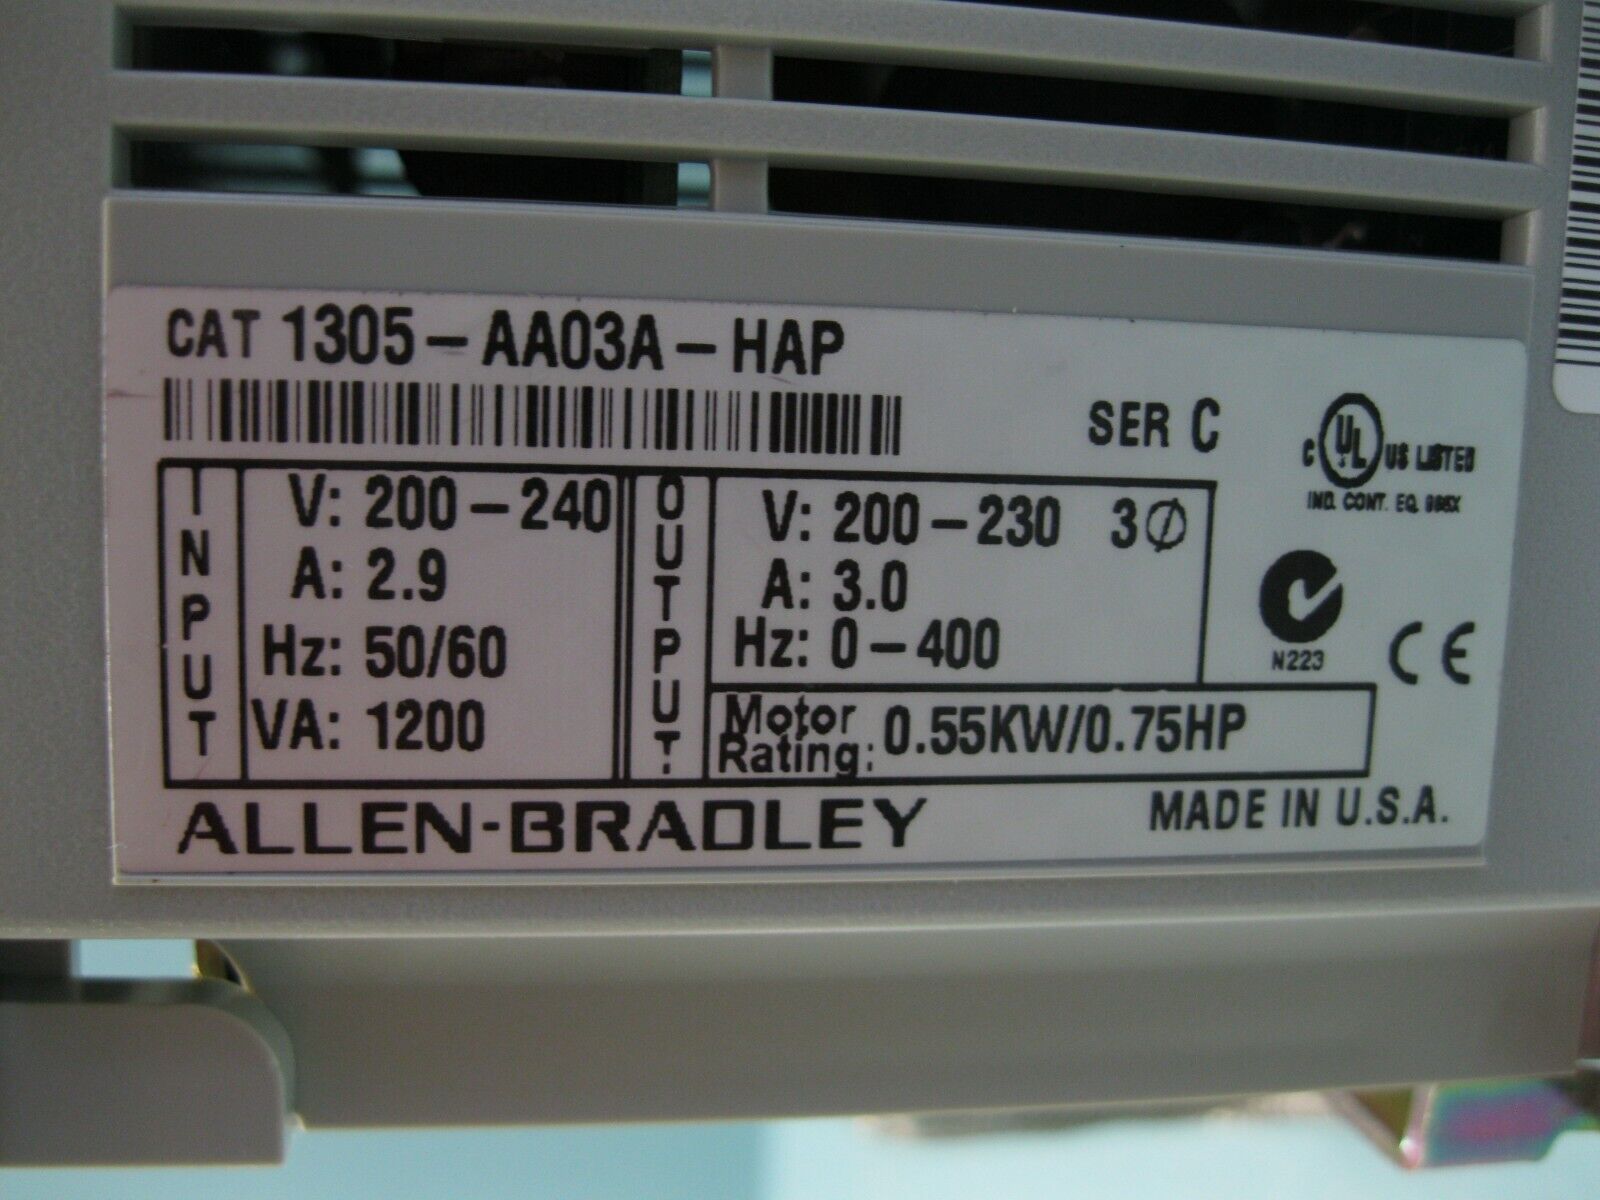 CAT 1305-AA03A-HAP
SER C
C UL US LISTED
IND. CONT. EQ.
INPUT
V: 200-240
A: 2.9
Hz: 50/60
VA: 1200
OUTPUT
V: 200-230 3Ø
A: 3.0
Hz: 0-400
Motor Rating: 0.55KW/0.75HP
N223
CE
ALLEN-BRADLEY
MADE IN U.S.A.